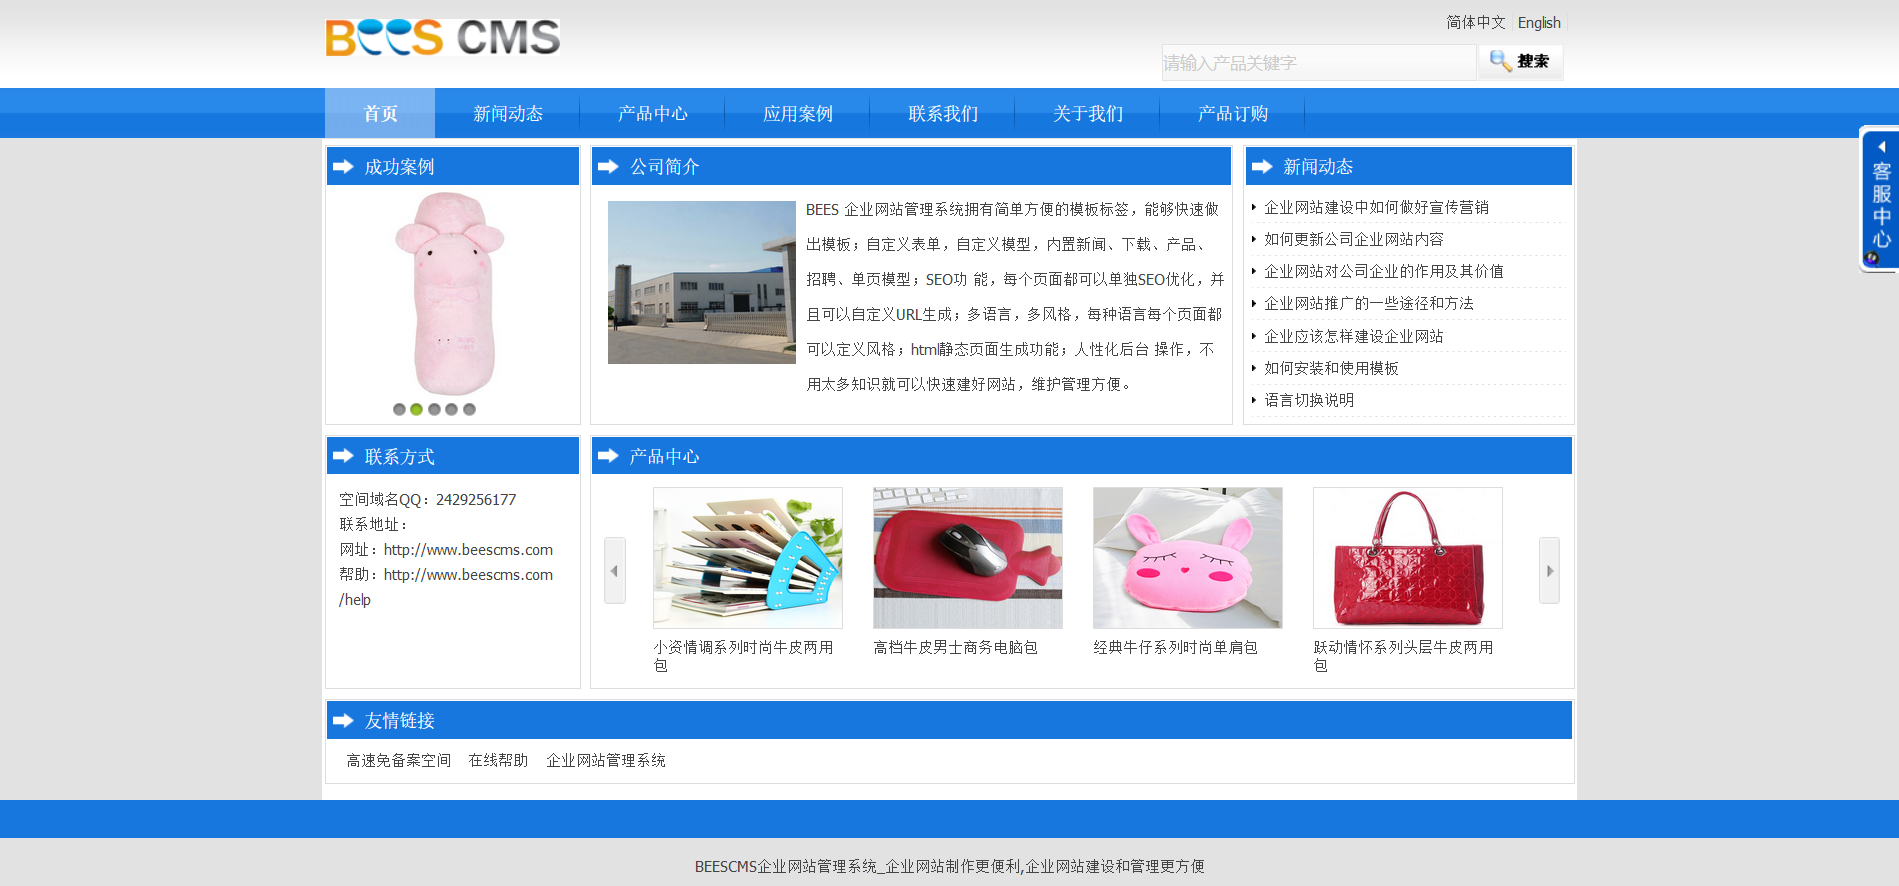 BEES CMS
简体中文 English
请输入产品关键字 搜索
首页 新闻动态 产品中心 应用案例 联系我们 关于我们 产品订购
客服中心
成功案例
公司简介
BEES 企业网站管理系统拥有简单方便的模板标签，能够快速做
出模板；自定义表单，自定义模型，内置新闻、下载、产品、
招聘、单页模型；SEO功 能，每个页面都可以单独SEO优化，并
且可以自定义URL生成；多语言，多风格，每种语言每个页面都
可以定义风格；html静态页面生成功能；人性化后台 操作，不
用太多知识就可以快速建好网站，维护管理方便。
新闻动态
企业网站建设中如何做好宣传营销
如何更新公司企业网站内容
企业网站对公司企业的作用及其价值
企业网站推广的一些途径和方法
企业应该怎样建设企业网站
如何安装和使用模板
语言切换说明
联系方式
空间域名QQ：2429256177
联系地址：
网址：http://www.beescms.com
帮助：http://www.beescms.com
/help
产品中心
小资情调系列时尚牛皮两用
包
高档牛皮男士商务电脑包
经典牛仔系列时尚单肩包
跃动情怀系列头层牛皮两用
包
友情链接
高速免备案空间 在线帮助 企业网站管理系统
BEESCMS企业网站管理系统_企业网站制作更便利,企业网站建设和管理更方便